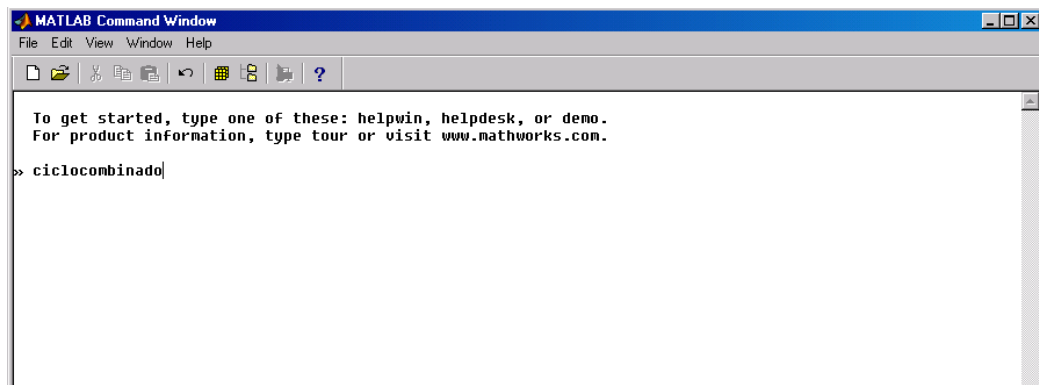 MATLAB Command Window
File Edit View Window Help
?
To get started, type one of these: helpwin, helpdesk, or demo.
For product information, type tour or visit www.mathworks.com.
» ciclocombinado